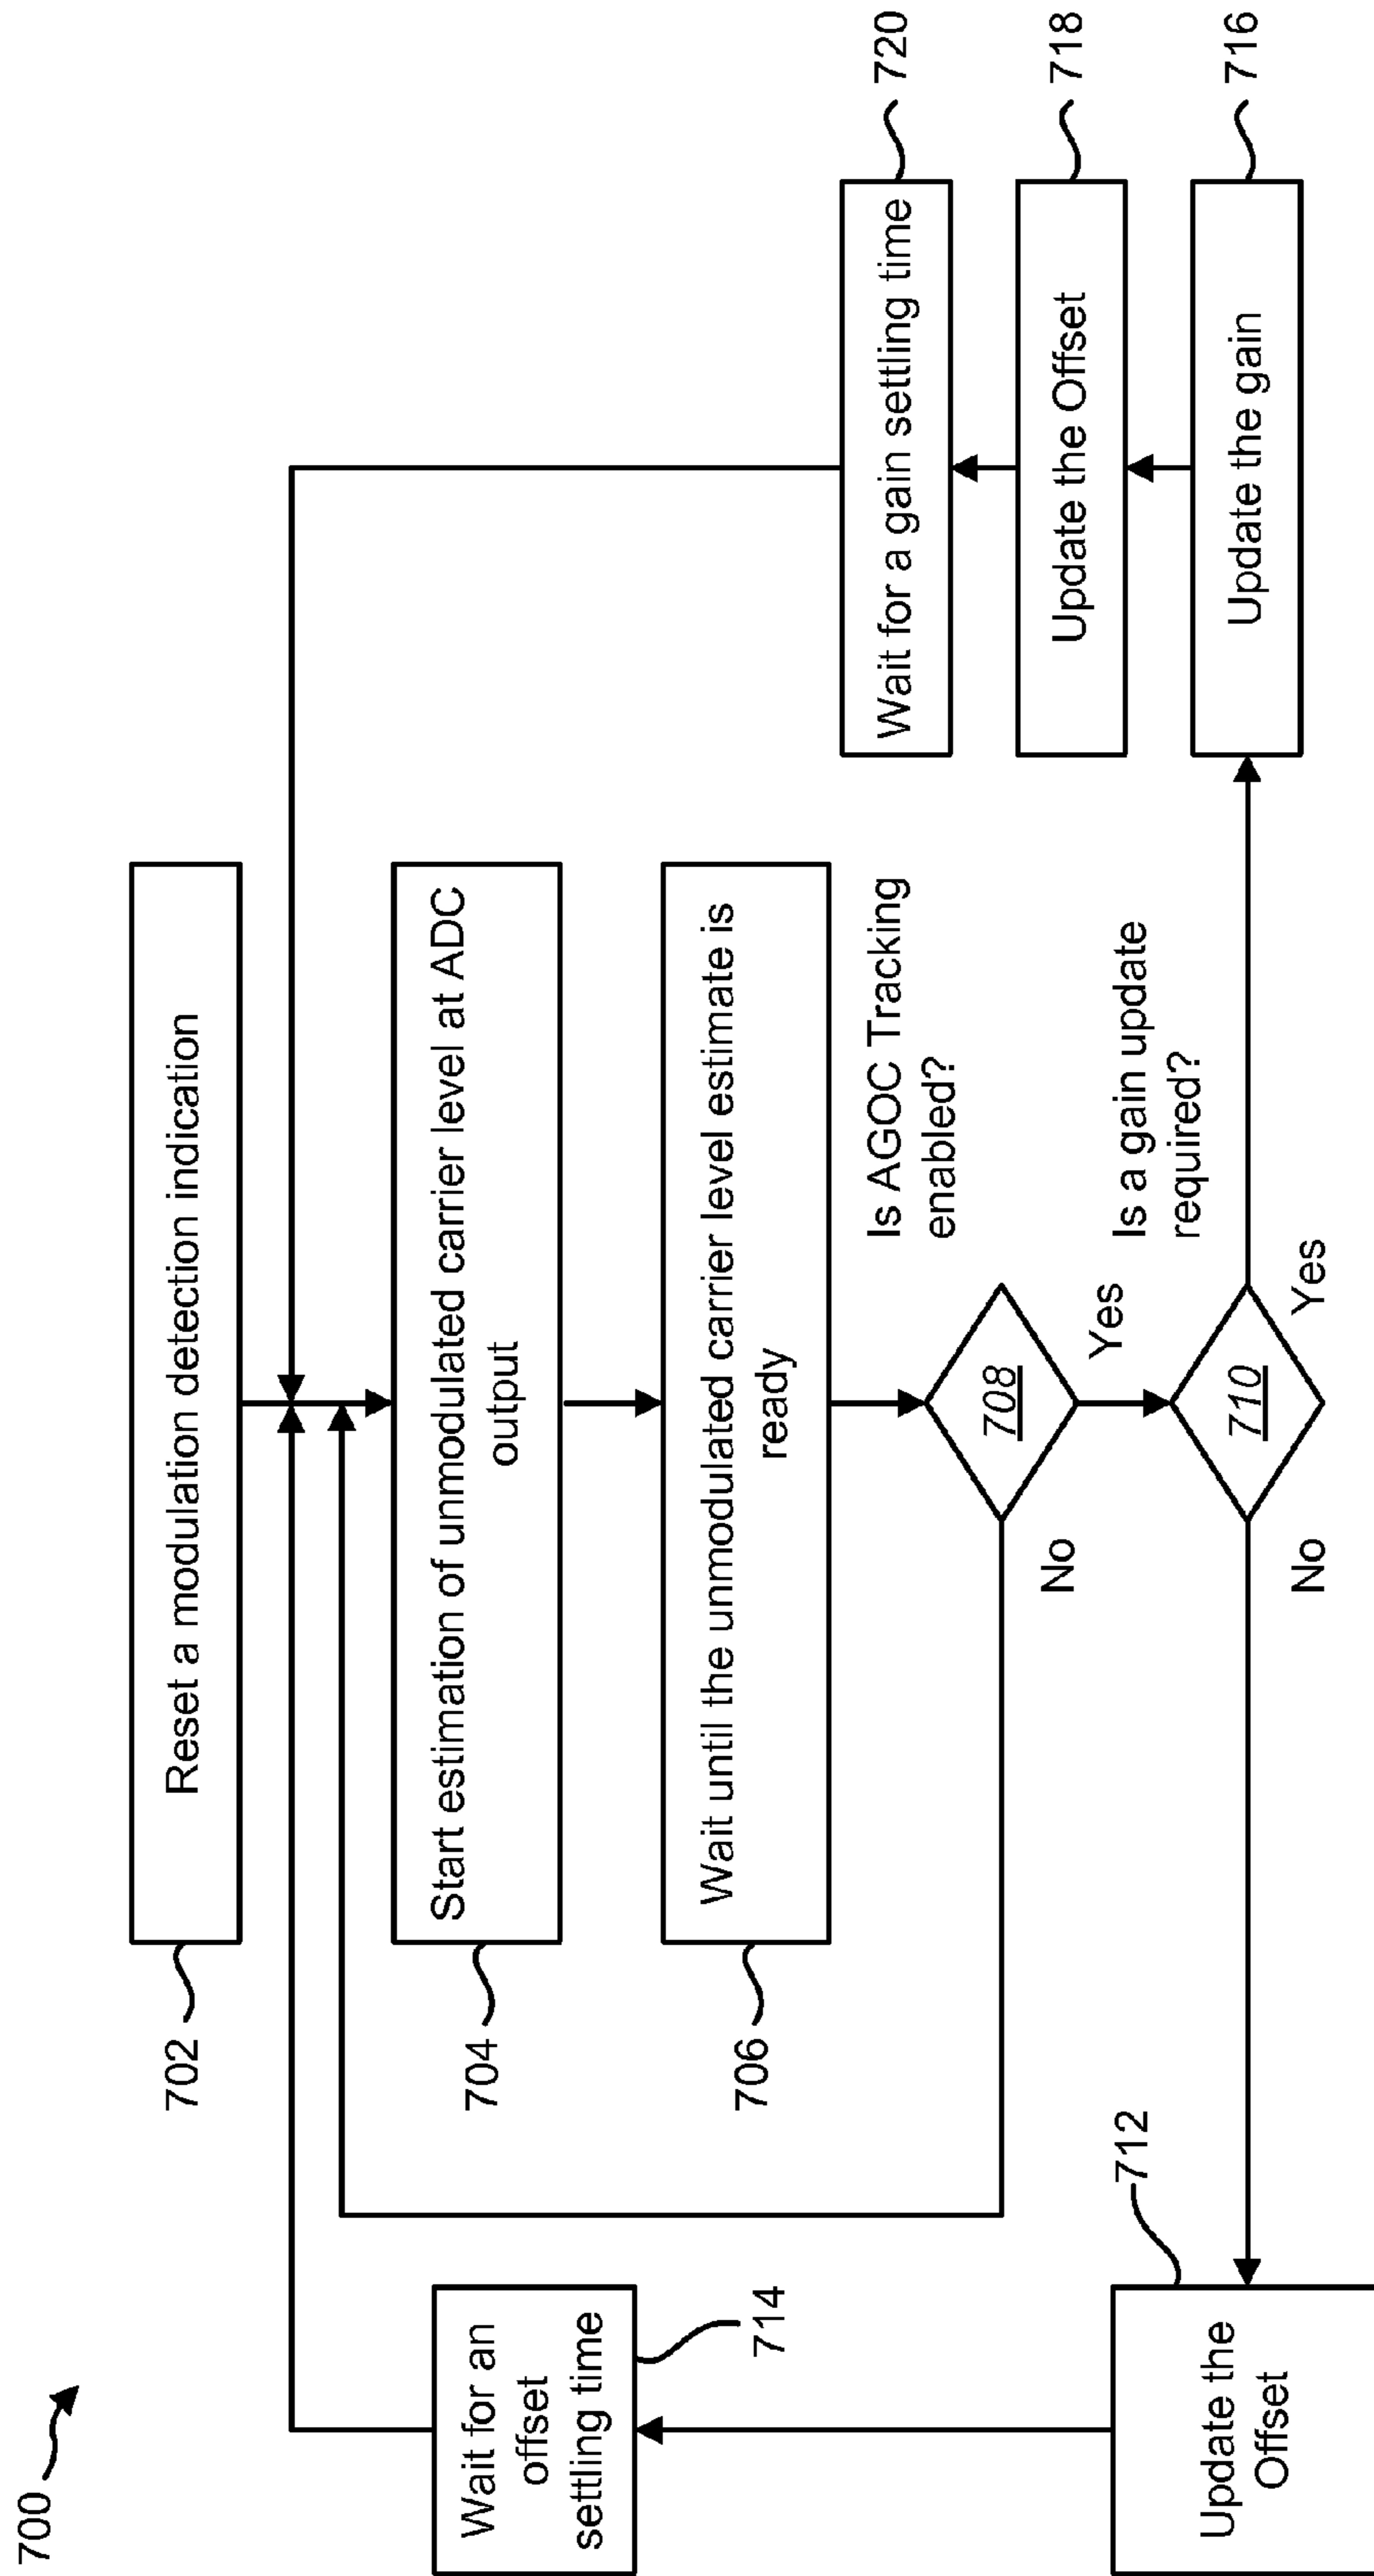 700
702
Reset a modulation detection indication
704
Start estimation of unmodulated carrier level at ADC
output
706
Wait until the unmodulated carrier level estimate is
ready
Is AGOC Tracking
enabled?
708
No
Yes
Is a gain update
required?
710
No
Yes
712
Update the
Offset
714
Wait for an
offset
settling time
Update the gain
716
Update the Offset
718
Wait for a gain settling time
720